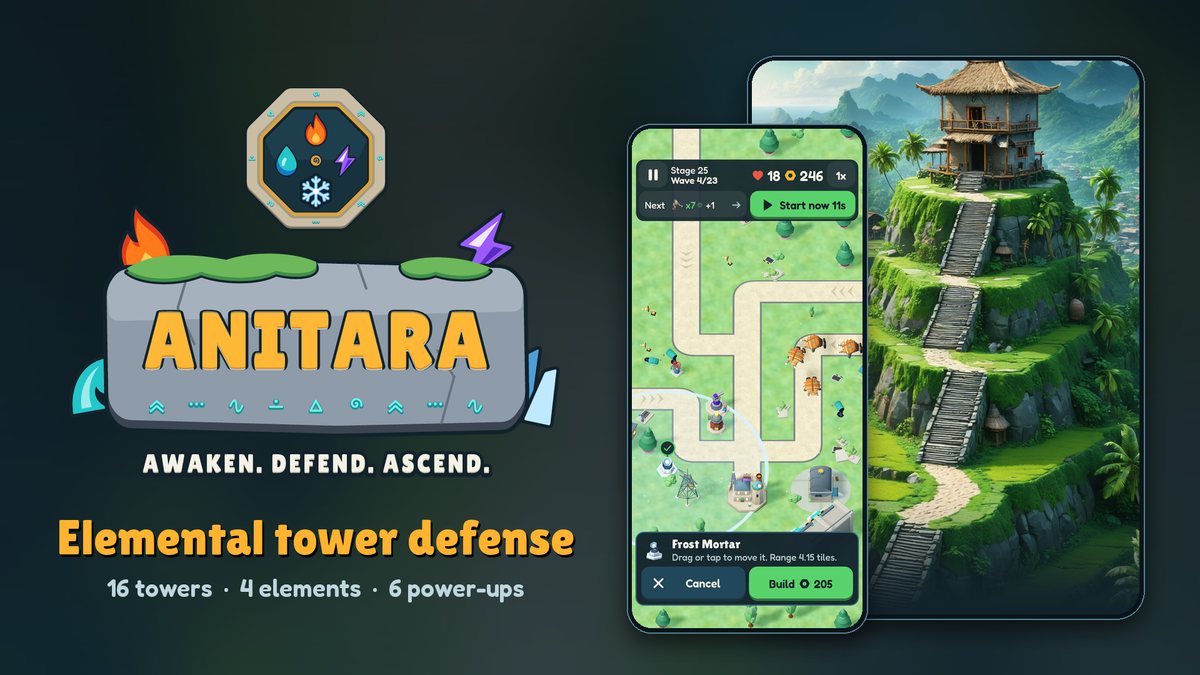 ANITARA
AWAKEN. DEFEND. ASCEND.
Elemental tower defense
16 towers · 4 elements · 6 power-ups
Stage 25
Wave 4/23
18
246
1x
Next
x7
+1
Start now 11s
Frost Mortar
Drag or tap to move it. Range 4.15 tiles.
Cancel
Build
205